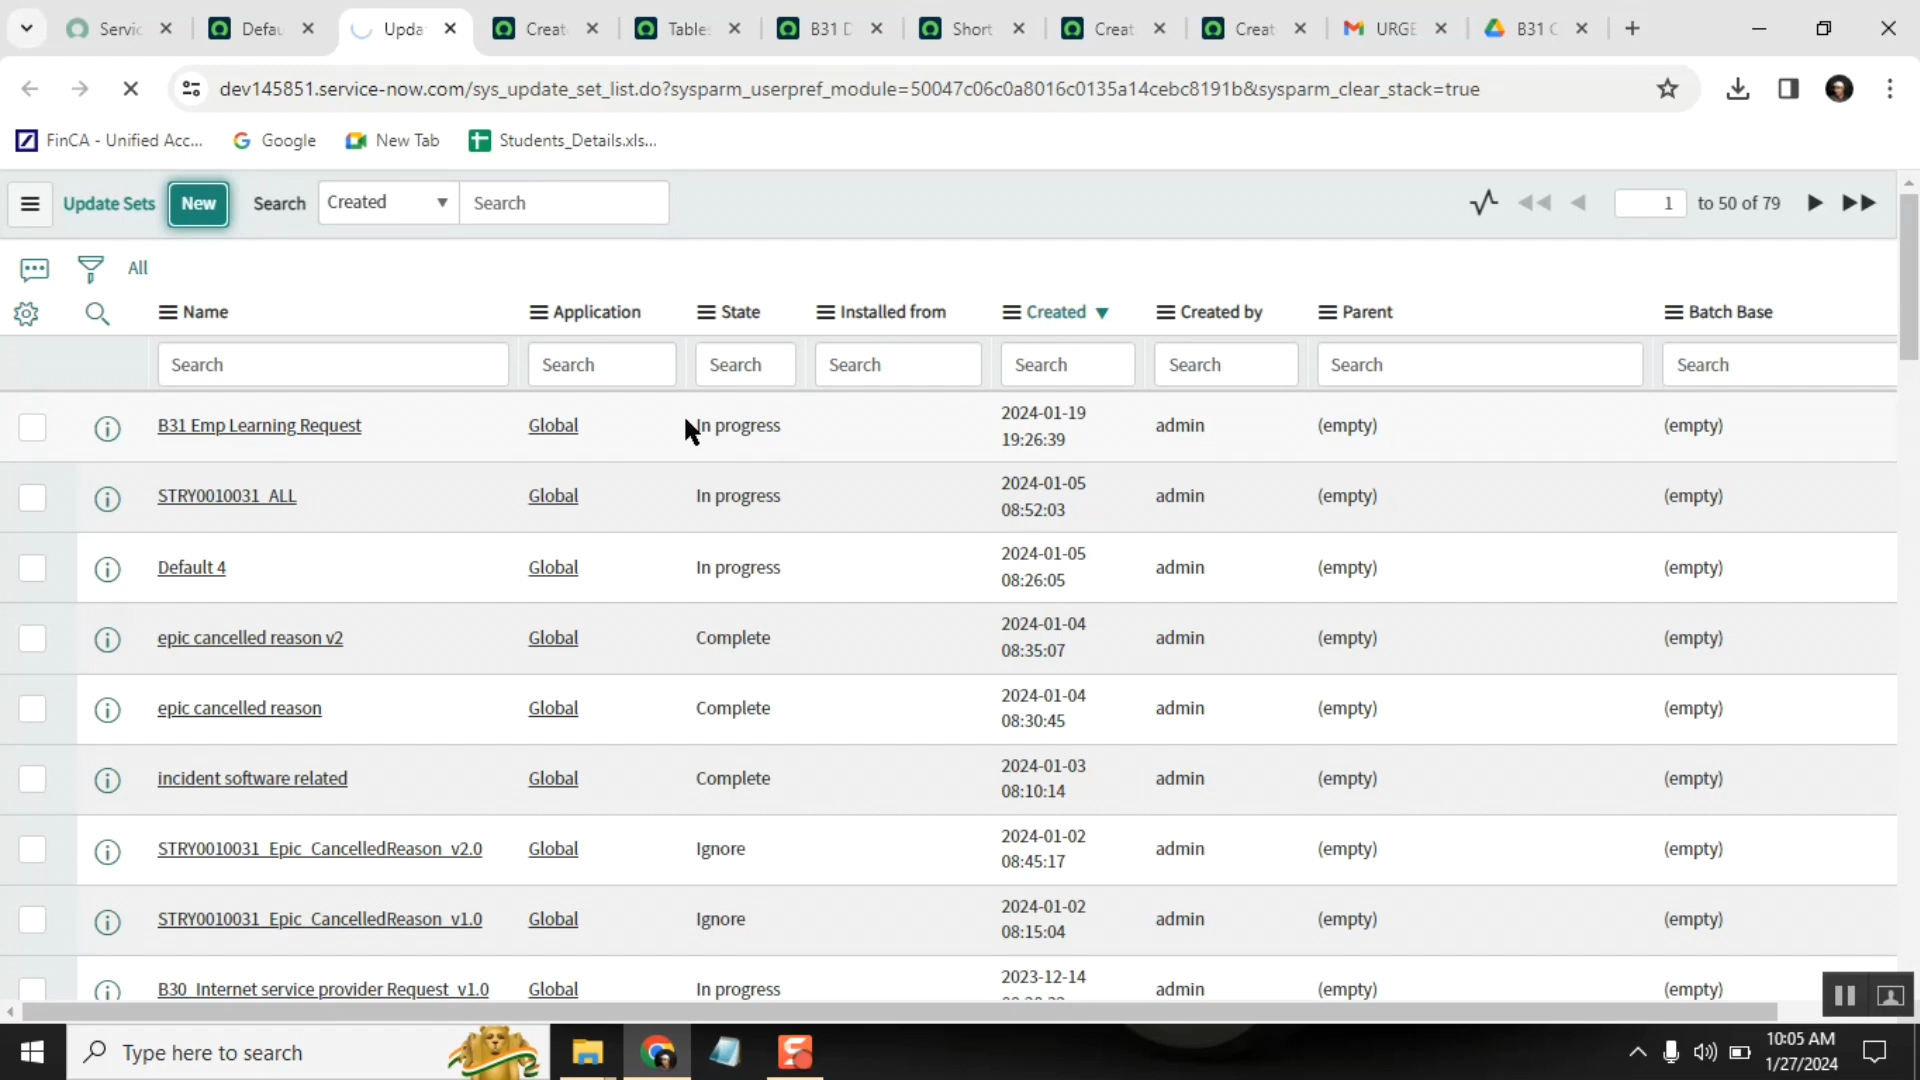 Servic
Defau
Updat
Create
Tables
B31 D
Short
Creat
Creat
URGE
B31 C
dev145851.service-now.com/sys_update_set_list.do?sysparm_userpref_module=50047c06c0a8016c0135a14cebc8191b&sysparm_clear_stack=true
FinCA - Unified Acc...
Google
New Tab
Students_Details.xls...
Update Sets New Search Created Search 1 to 50 of 79
All
Name Application State Installed from Created Created by Parent Batch Base
Search Search Search Search Search Search Search Search
B31 Emp Learning Request Global In progress 2024-01-19 19:26:39 admin (empty) (empty)
STRY0010031_ALL Global In progress 2024-01-05 08:52:03 admin (empty) (empty)
Default 4 Global In progress 2024-01-05 08:26:05 admin (empty) (empty)
epic cancelled reason v2 Global Complete 2024-01-04 08:35:07 admin (empty) (empty)
epic cancelled reason Global Complete 2024-01-04 08:30:45 admin (empty) (empty)
incident software related Global Complete 2024-01-03 08:10:14 admin (empty) (empty)
STRY0010031_Epic_CancelledReason_v2.0 Global Ignore 2024-01-02 08:45:17 admin (empty) (empty)
STRY0010031_Epic_CancelledReason_v1.0 Global Ignore 2024-01-02 08:15:04 admin (empty) (empty)
B30_Internet service provider Request_v1.0 Global In progress 2023-12-14 admin (empty) (empty)
Type here to search
10:05 AM
1/27/2024